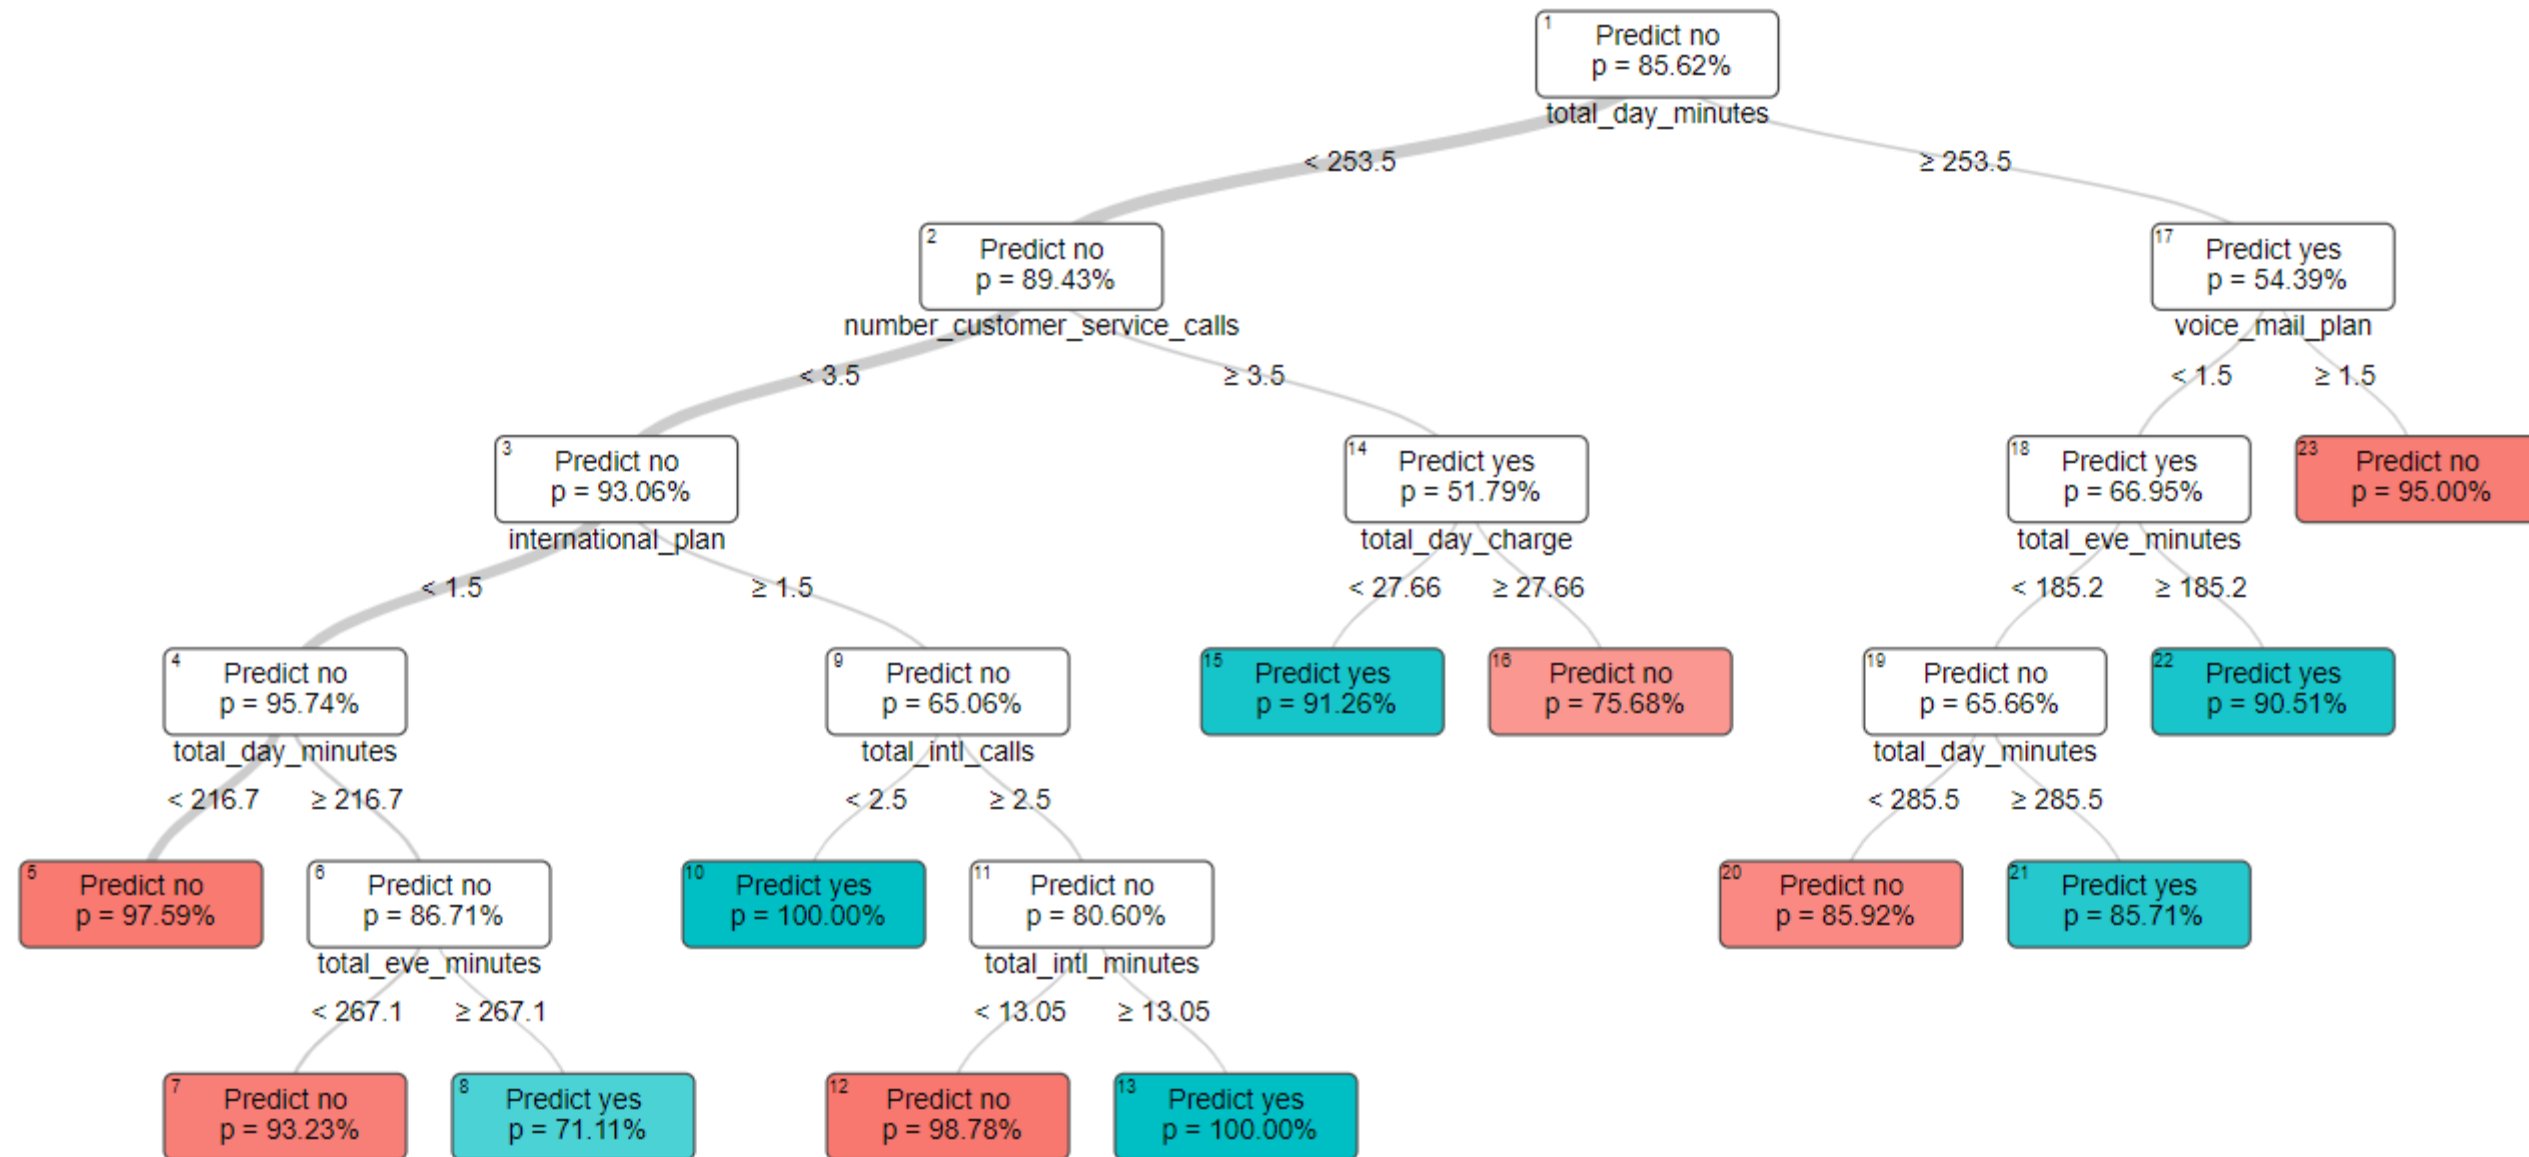 1
Predict no
p = 85.62%
total_day_minutes
< 253.5
≥ 253.5
2
Predict no
p = 89.43%
number_customer_service_calls
17
Predict yes
p = 54.39%
voice_mail_plan
< 3.5
≥ 3.5
< 1.5
≥ 1.5
3
Predict no
p = 93.06%
international_plan
14
Predict yes
p = 51.79%
total_day_charge
18
Predict yes
p = 66.95%
total_eve_minutes
23
Predict no
p = 95.00%
< 1.5
≥ 1.5
< 27.66
≥ 27.66
< 185.2
≥ 185.2
4
Predict no
p = 95.74%
total_day_minutes
9
Predict no
p = 65.06%
total_intl_calls
15
Predict yes
p = 91.26%
16
Predict no
p = 75.68%
19
Predict no
p = 65.66%
total_day_minutes
22
Predict yes
p = 90.51%
< 216.7
≥ 216.7
< 2.5
≥ 2.5
< 285.5
≥ 285.5
5
Predict no
p = 97.59%
6
Predict no
p = 86.71%
total_eve_minutes
10
Predict yes
p = 100.00%
11
Predict no
p = 80.60%
total_intl_minutes
20
Predict no
p = 85.92%
21
Predict yes
p = 85.71%
< 267.1
≥ 267.1
< 13.05
≥ 13.05
7
Predict no
p = 93.23%
8
Predict yes
p = 71.11%
12
Predict no
p = 98.78%
13
Predict yes
p = 100.00%